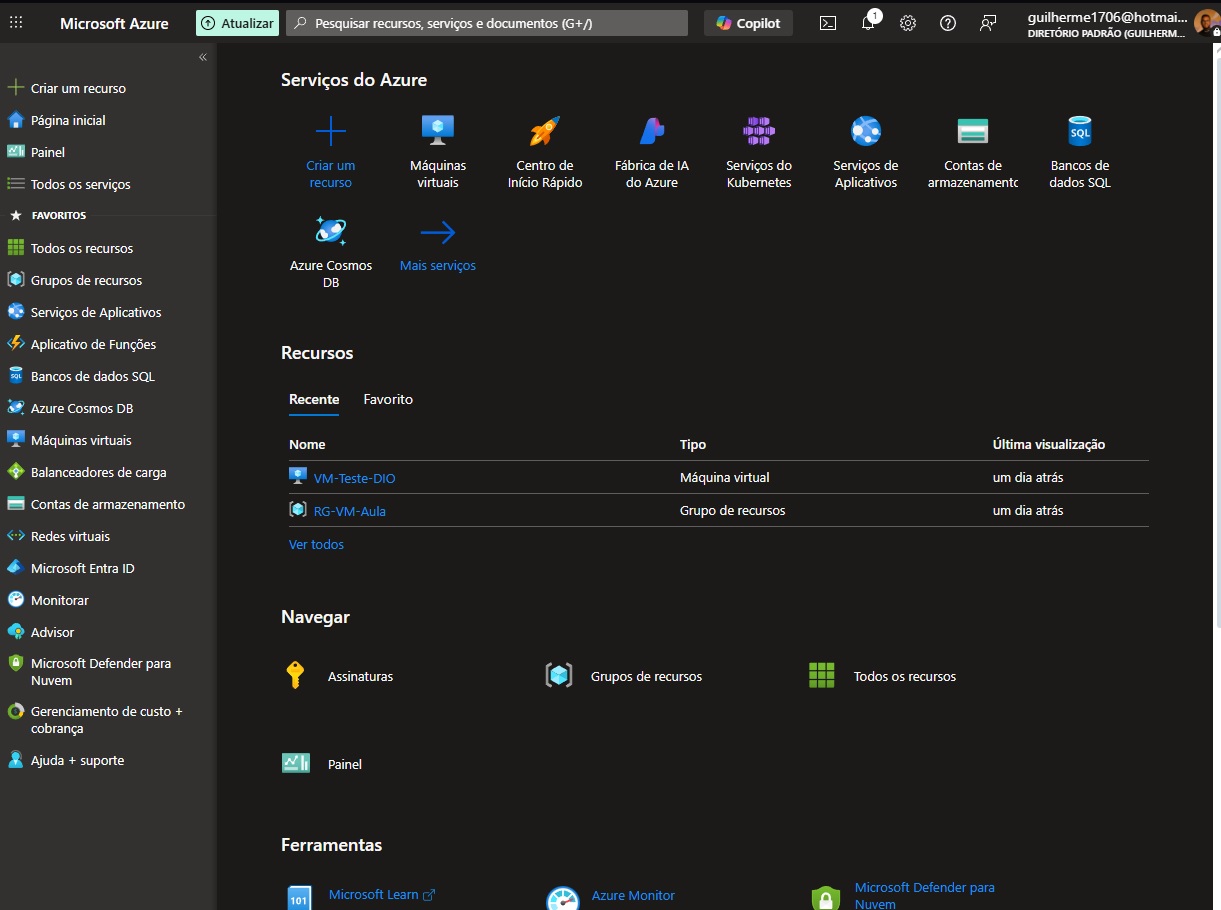 Microsoft Azure
Atualizar
Pesquisar recursos, serviços e documentos (G+/)
Copilot
1
guilherme1706@hotmai...
DIRETÓRIO PADRÃO (GUILHERM...
«
Criar um recurso
Página inicial
Painel
Todos os serviços
FAVORITOS
Todos os recursos
Grupos de recursos
Serviços de Aplicativos
Aplicativo de Funções
Bancos de dados SQL
Azure Cosmos DB
Máquinas virtuais
Balanceadores de carga
Contas de armazenamento
Redes virtuais
Microsoft Entra ID
Monitorar
Advisor
Microsoft Defender para
Nuvem
Gerenciamento de custo +
cobrança
Ajuda + suporte
Serviços do Azure
Criar um
recurso
Máquinas
virtuais
Centro de
Início Rápido
Fábrica de IA
do Azure
Serviços do
Kubernetes
Serviços de
Aplicativos
Contas de
armazenamento
SQL
Bancos de
dados SQL
Azure Cosmos
DB
Mais serviços
Recursos
Recente
Favorito
Nome
Tipo
Última visualização
VM-Teste-DIO
Máquina virtual
um dia atrás
RG-VM-Aula
Grupo de recursos
um dia atrás
Ver todos
Navegar
Assinaturas
Grupos de recursos
Todos os recursos
Painel
Ferramentas
101
Microsoft Learn
Azure Monitor
Microsoft Defender para
Nuvem